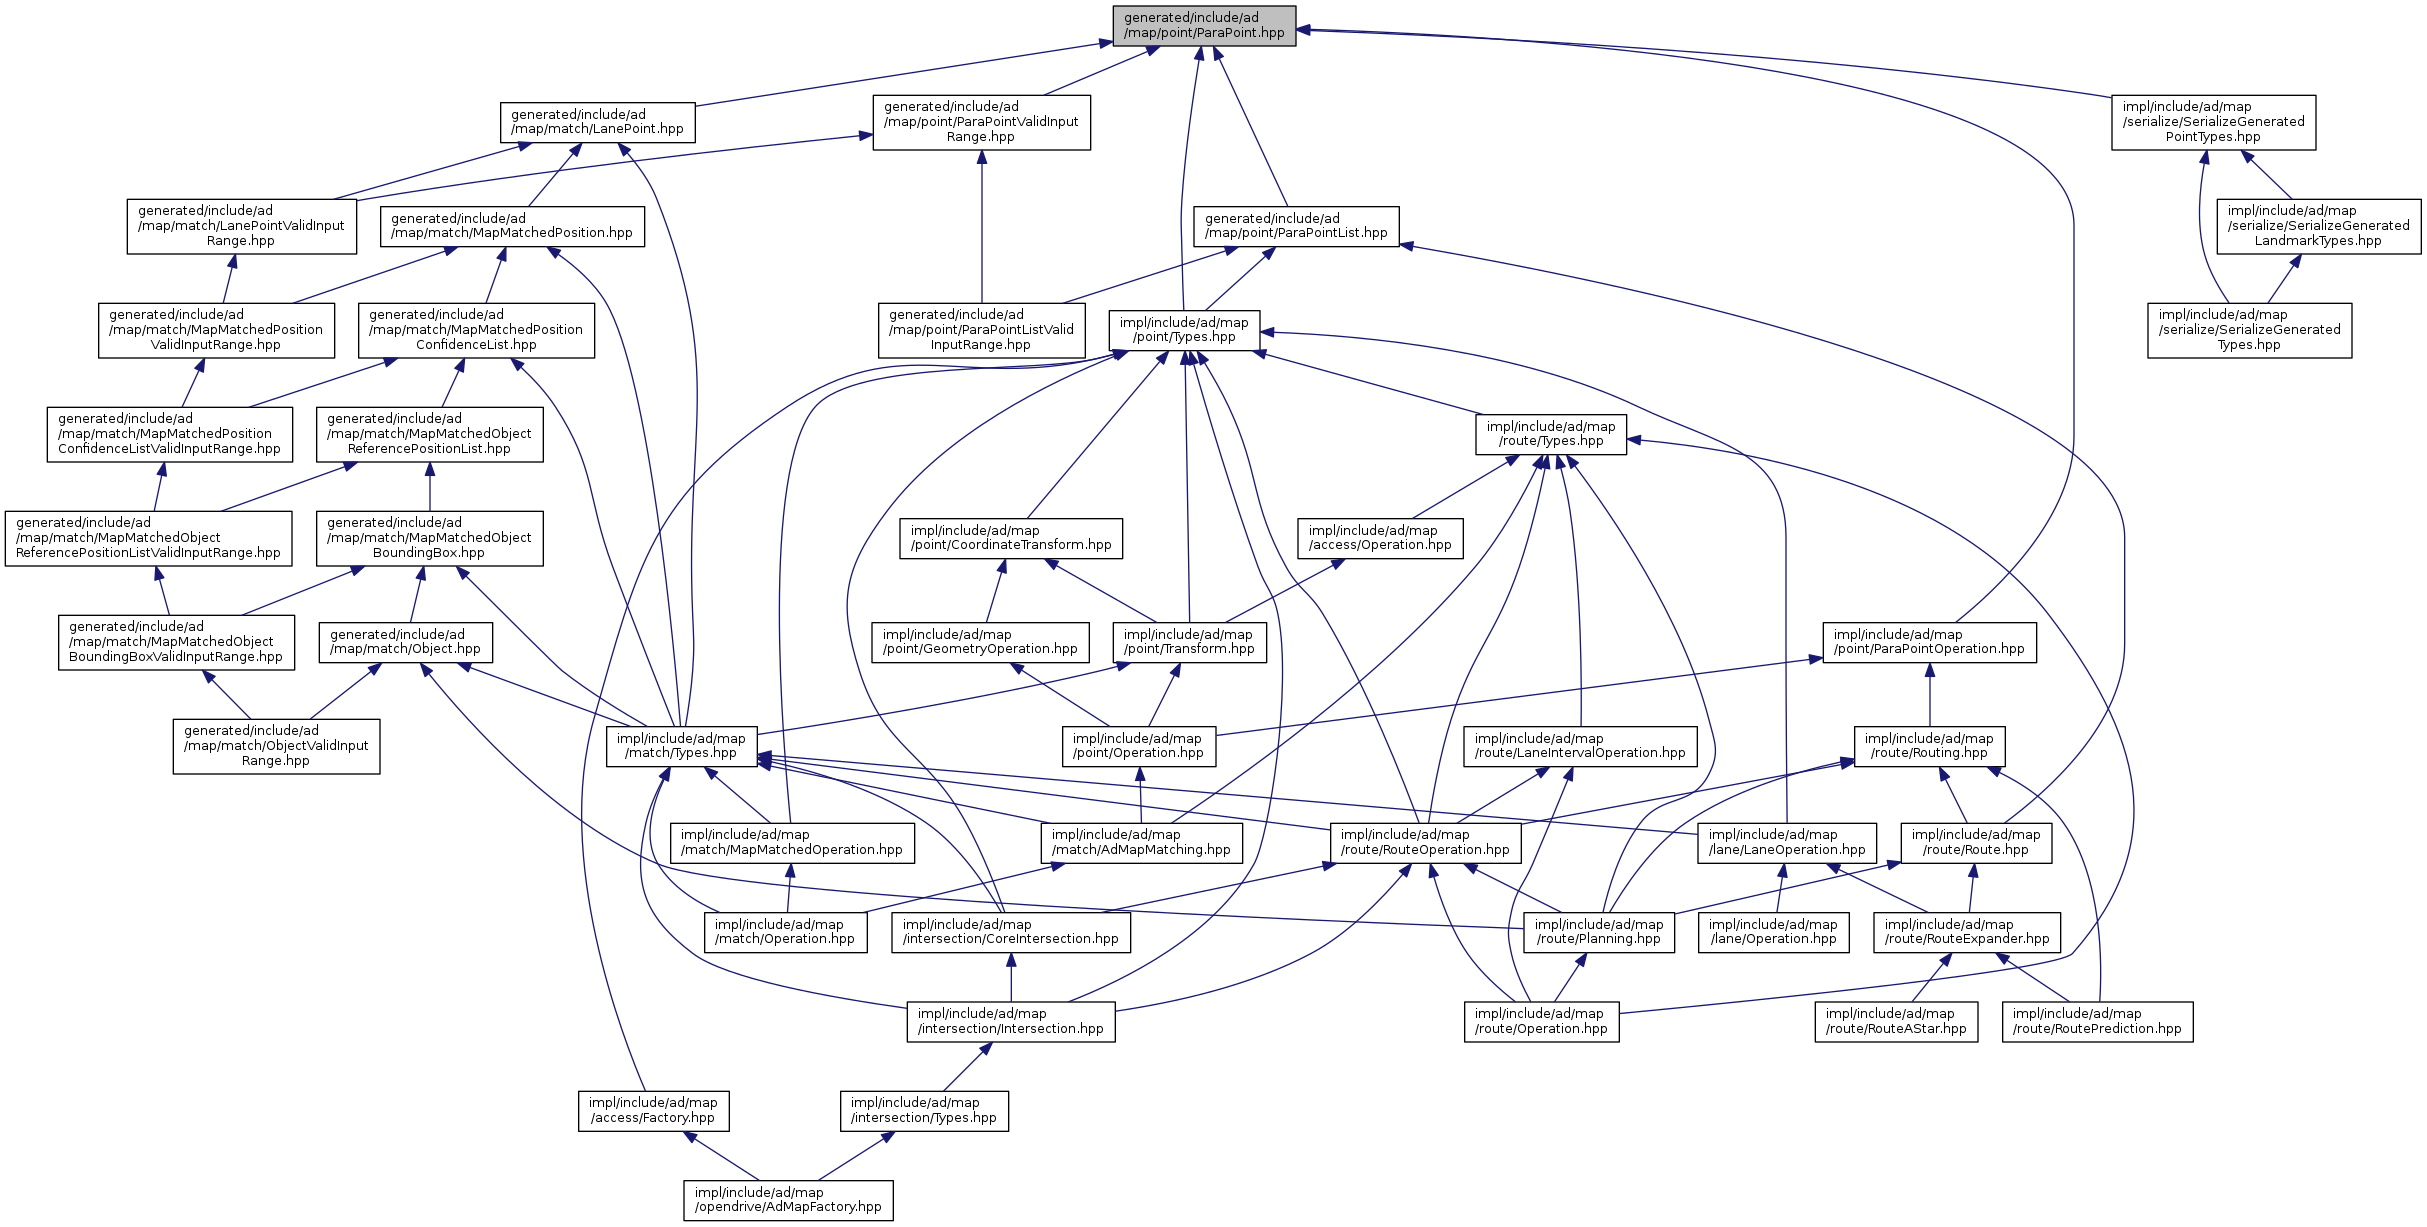 generated/include/ad
/map/point/ParaPoint.hpp
generated/include/ad
/map/match/LanePoint.hpp
generated/include/ad
/map/point/ParaPointValidInput
Range.hpp
impl/include/ad/map
/serialize/SerializeGenerated
PointTypes.hpp
generated/include/ad
/map/match/LanePointValidInput
Range.hpp
generated/include/ad
/map/match/MapMatchedPosition.hpp
generated/include/ad
/map/point/ParaPointList.hpp
impl/include/ad/map
/serialize/SerializeGenerated
LandmarkTypes.hpp
generated/include/ad
/map/match/MapMatchedPosition
ValidInputRange.hpp
generated/include/ad
/map/match/MapMatchedPosition
ConfidenceList.hpp
generated/include/ad
/map/point/ParaPointListValid
InputRange.hpp
impl/include/ad/map
/point/Types.hpp
impl/include/ad/map
/serialize/SerializeGenerated
Types.hpp
generated/include/ad
/map/match/MapMatchedPosition
ConfidenceListValidInputRange.hpp
generated/include/ad
/map/match/MapMatchedObject
ReferencePositionList.hpp
impl/include/ad/map
/route/Types.hpp
generated/include/ad
/map/match/MapMatchedObject
ReferencePositionListValidInputRange.hpp
generated/include/ad
/map/match/MapMatchedObject
BoundingBox.hpp
impl/include/ad/map
/point/CoordinateTransform.hpp
impl/include/ad/map
/access/Operation.hpp
generated/include/ad
/map/match/MapMatchedObject
BoundingBoxValidInputRange.hpp
generated/include/ad
/map/match/Object.hpp
impl/include/ad/map
/point/GeometryOperation.hpp
impl/include/ad/map
/point/Transform.hpp
impl/include/ad/map
/point/ParaPointOperation.hpp
generated/include/ad
/map/match/ObjectValidInput
Range.hpp
impl/include/ad/map
/match/Types.hpp
impl/include/ad/map
/point/Operation.hpp
impl/include/ad/map
/route/LaneIntervalOperation.hpp
impl/include/ad/map
/route/Routing.hpp
impl/include/ad/map
/match/MapMatchedOperation.hpp
impl/include/ad/map
/match/AdMapMatching.hpp
impl/include/ad/map
/route/RouteOperation.hpp
impl/include/ad/map
/lane/LaneOperation.hpp
impl/include/ad/map
/route/Route.hpp
impl/include/ad/map
/match/Operation.hpp
impl/include/ad/map
/intersection/CoreIntersection.hpp
impl/include/ad/map
/route/Planning.hpp
impl/include/ad/map
/lane/Operation.hpp
impl/include/ad/map
/route/RouteExpander.hpp
impl/include/ad/map
/intersection/Intersection.hpp
impl/include/ad/map
/route/Operation.hpp
impl/include/ad/map
/route/RouteAStar.hpp
impl/include/ad/map
/route/RoutePrediction.hpp
impl/include/ad/map
/access/Factory.hpp
impl/include/ad/map
/intersection/Types.hpp
impl/include/ad/map
/opendrive/AdMapFactory.hpp